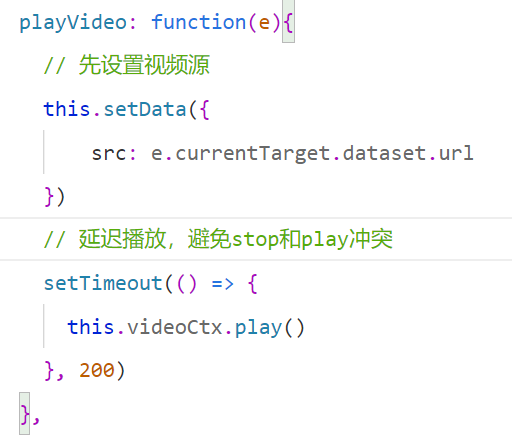 playVideo: function(e){
// 先设置视频源
this.setData({
src: e.currentTarget.dataset.url
})
// 延迟播放，避免stop和play冲突
setTimeout(() => {
this.videoCtx.play()
}, 200)
},